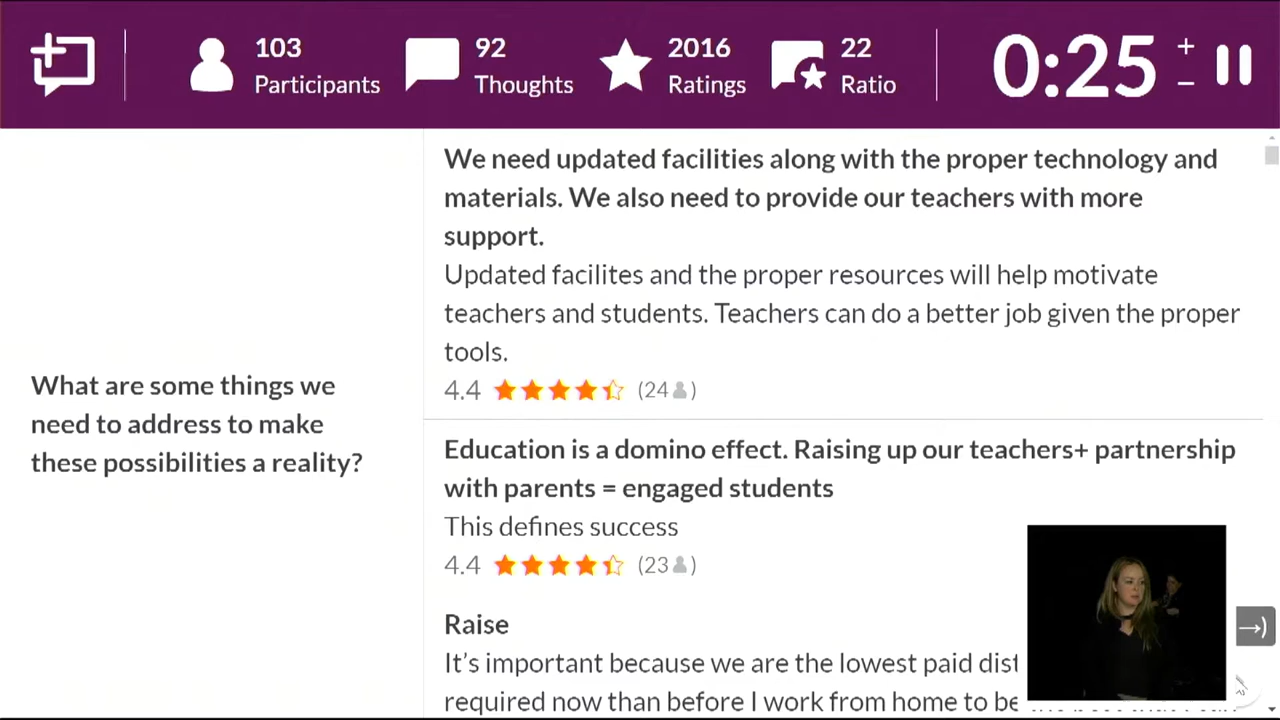 103
Participants
92
Thoughts
2016
Ratings
22
Ratio
0:25
+
−
What are some things we
need to address to make
these possibilities a reality?
We need updated facilities along with the proper technology and
materials. We also need to provide our teachers with more
support.
Updated facilites and the proper resources will help motivate
teachers and students. Teachers can do a better job given the proper
tools.
4.4 (24)
Education is a domino effect. Raising up our teachers+ partnership
with parents = engaged students
This defines success
4.4 (23)
Raise
It's important because we are the lowest paid dist
required now than before I work from home to be